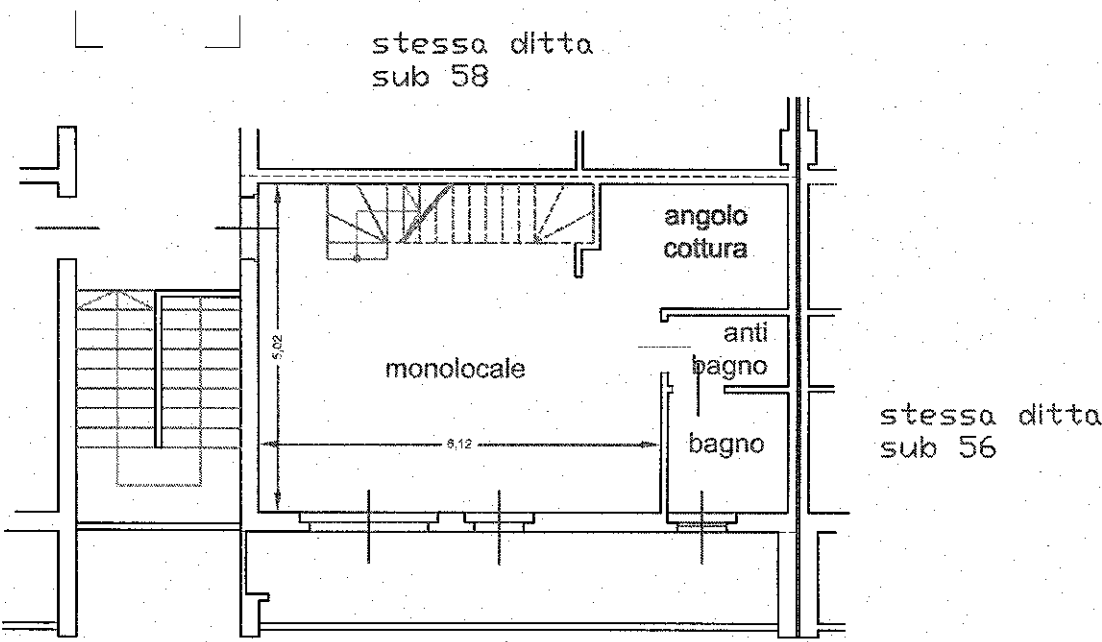 stessa ditta
sub 58
angolo
cottura
anti
bagno
5,02
monolocale
6,12
bagno
stessa ditta
sub 56